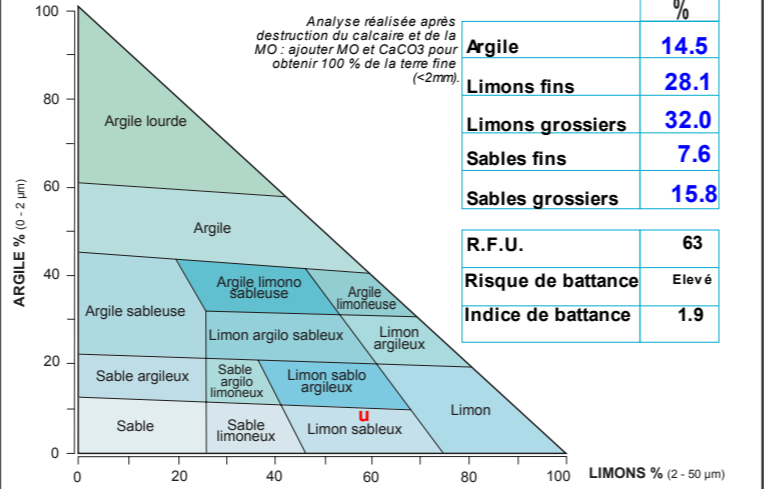 Analyse réalisée après
destruction du calcaire et de la
MO : ajouter MO et CaCO3 pour
obtenir 100 % de la terre fine
(<2mm).
%
Argile 14.5
Limons fins 28.1
Limons grossiers 32.0
Sables fins 7.6
Sables grossiers 15.8
R.F.U. 63
Risque de battance Elevé
Indice de battance 1.9
ARGILE % (0 - 2 µm)
100
80
60
40
20
0
Argile lourde
Argile
Argile limono
sableuse
Argile
limoneuse
Argile sableuse
Limon argilo sableux
Limon
argileux
Sable argileux
Sable
argilo
limoneux
Limon sablo
argileux
Limon
Sable
Sable
limoneux
u
Limon sableux
0 20 40 60 80 100
LIMONS % (2 - 50 µm)